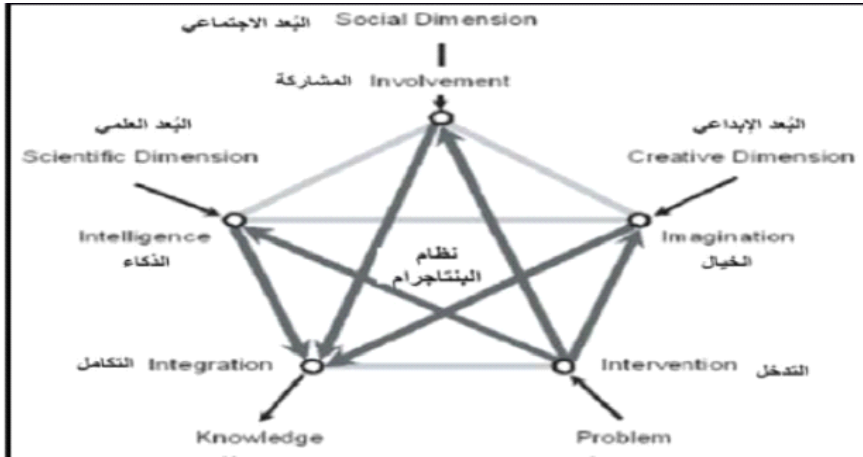 البُعد الاجتماعي Social Dimension
المشاركة Involvement
البُعد العلمي
Scientific Dimension
البُعد الإبداعي
Creative Dimension
Intelligence
الذكاء
Imagination
الخيال
نظام
البنتاجرام
التكامل Integration
Intervention التدخل
Knowledge
Problem